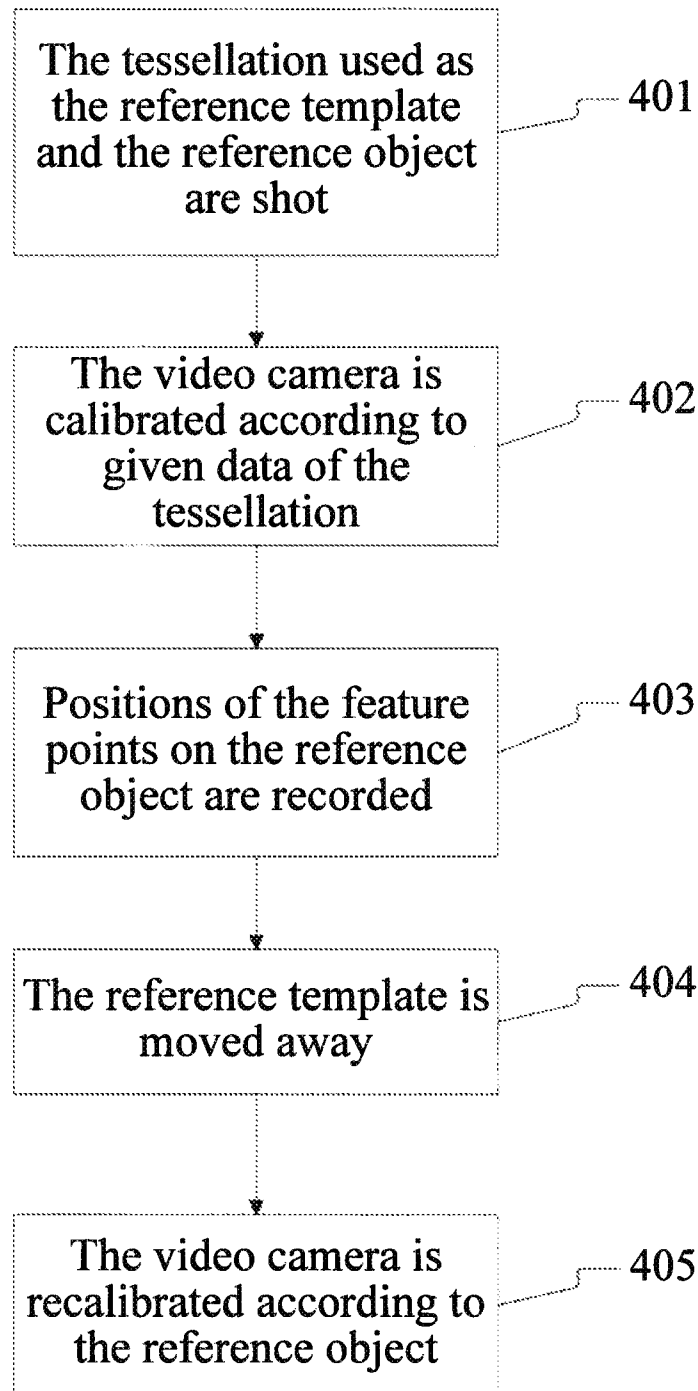 The tessellation used as
the reference template
and the reference object
are shot
401
The video camera is
calibrated according to
given data of the
tessellation
402
Positions of the feature
points on the reference
object are recorded
403
The reference template is
moved away
404
The video camera is
recalibrated according to
the reference object
405